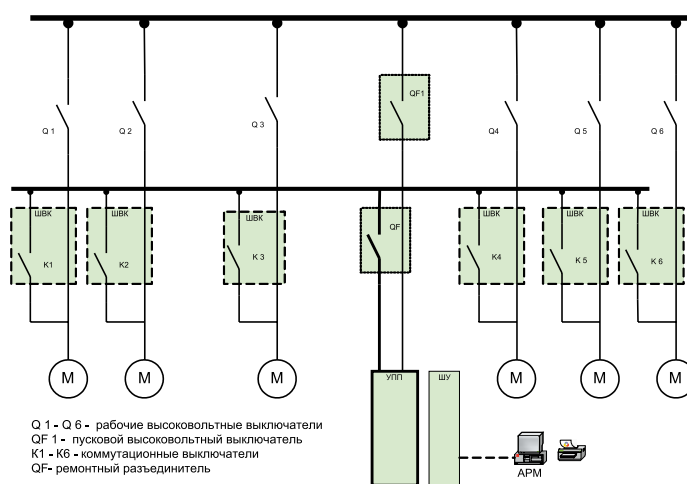 QF1
Q 1
Q 2
Q 3
Q4
Q 5
Q 6
ШВК
ШВК
ШВК
QF
ШВК
ШВК
ШВК
K1
K2
K 3
K4
K 5
K 6
M
M
M
M
M
M
УПП
ШУ
Q 1 - Q 6 - рабочие высоковольтные выключатели
QF 1 - пусковой высоковольтный выключатель
К1 - К6 - коммутационные выключатели
QF- ремонтный разъединитель
АРМ